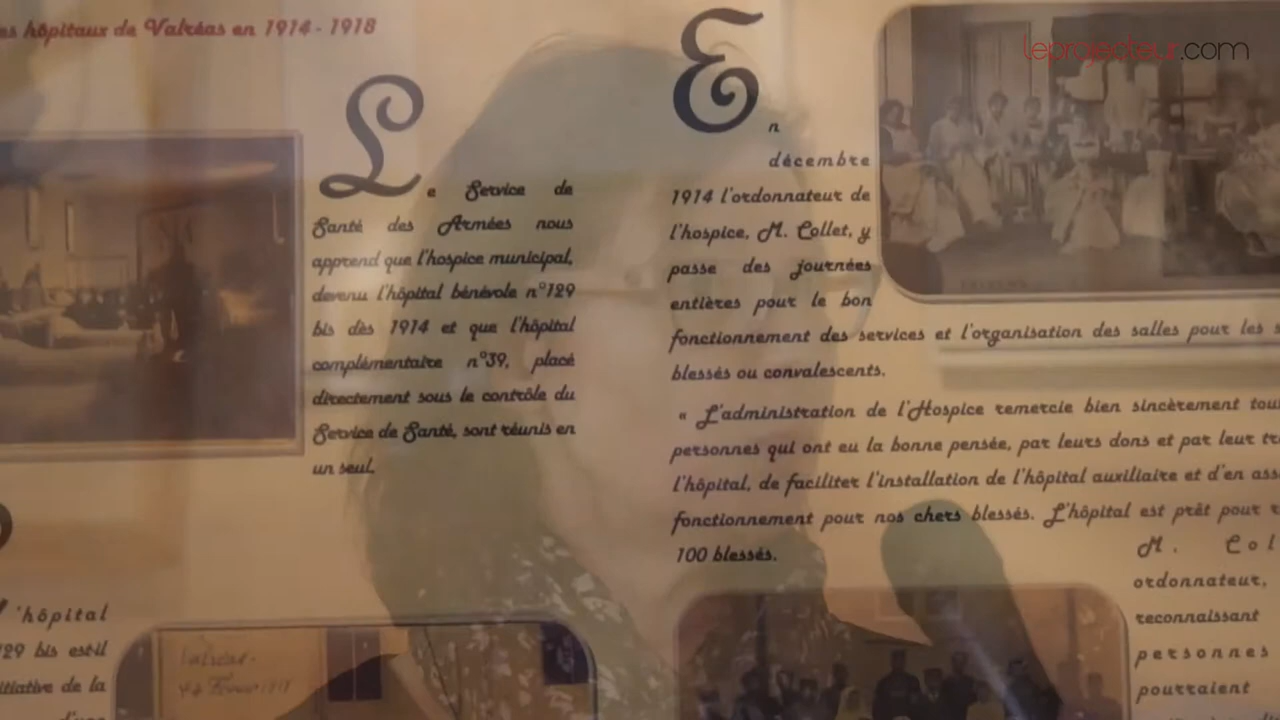 es hôpitaux de Valréas en 1914 - 1918
leprojecteur.com
Le Service de
Santé des Armées nous
apprend que l'hospice municipal,
devenu l'hôpital bénévole n°129
bis dès 1914 et que l'hôpital
complémentaire n°39, placé
directement sous le contrôle du
Service de Santé, sont réunis en
un seul.
En
décembre
1914 l'ordonnateur de
l'hospice, M. Collet, y
passe des journées
entières pour le bon
fonctionnement des services et l'organisation des salles pour les
blessés ou convalescents.
« L'administration de l'Hospice remercie bien sincèrement
personnes qui ont eu la bonne pensée, par leurs dons et par leur
l'hôpital, de faciliter l'installation de l'hôpital auxiliaire et d'en
fonctionnement pour nos chers blessés. L'hôpital est prêt pour
100 blessés.
M. Col
ordonnateur,
reconnaissant
personnes
pourraient
'hôpital
29 bis est-il
itiative de la
d'une